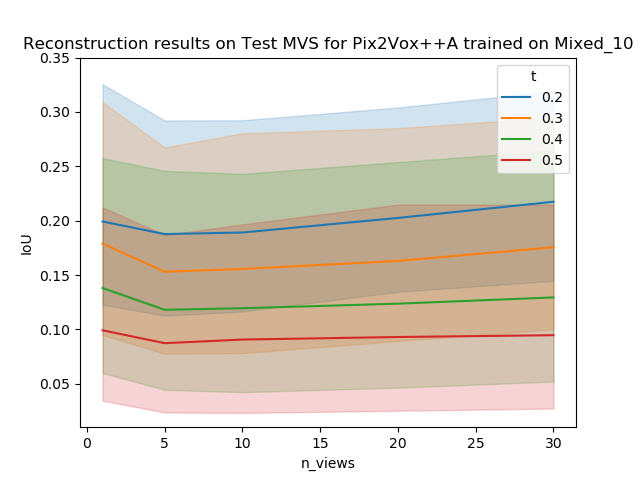 Reconstruction results on Test MVS for Pix2Vox++A trained on Mixed_10
0.35
0.30
0.25
0.20
0.15
0.10
0.05
IoU
t
0.2
0.3
0.4
0.5
0 5 10 15 20 25 30
n_views